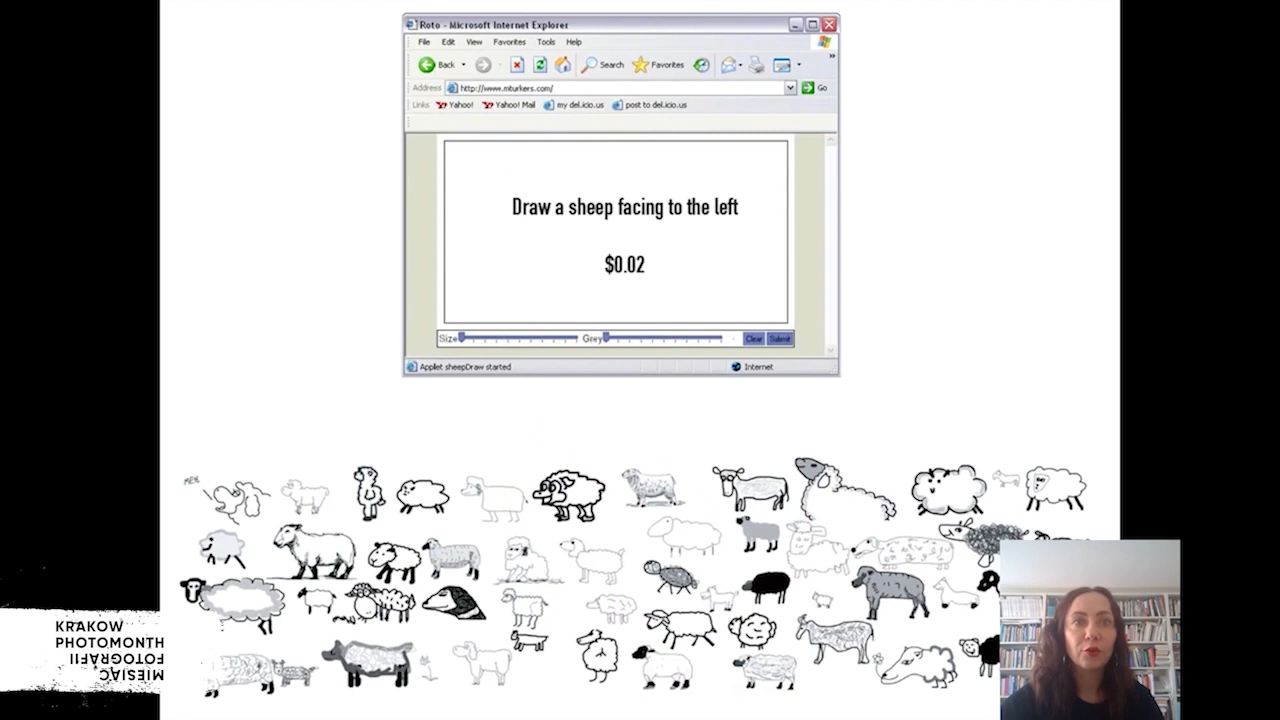 Roto - Microsoft Internet Explorer
File Edit View Favorites Tools Help
Back Search Favorites
Address http://www.mturkers.com/ Go
Links Yahoo! Yahoo! Mail my del.icio.us post to del.icio.us
Draw a sheep facing to the left
$0.02
Size Grey Clear Submit
Applet sheepDraw started Internet
KRAKOW
PHOTOMONTH
FOTOGRAFII
MIESIĄC